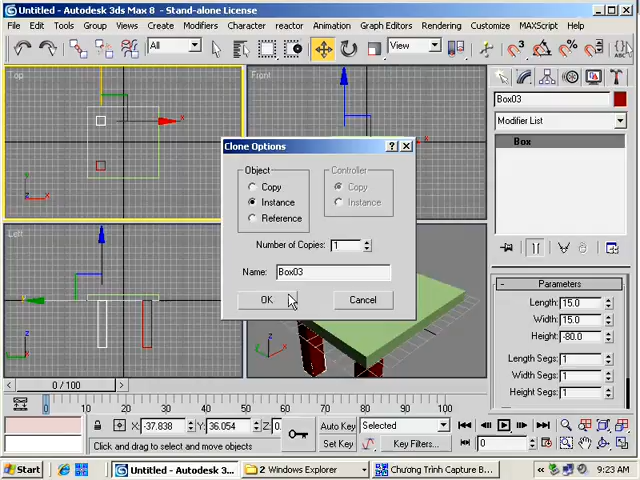 Untitled - Autodesk 3ds Max 8 - Stand-alone License
File Edit Tools Group Views Create Modifiers Character reactor Animation Graph Editors Rendering Customize MAXScript Help
All View
Top
Front
Left
Clone Options
Object
Copy
Instance
Reference
Controller
Copy
Instance
Number of Copies: 1
Name: Box03
OK Cancel
Box03
Modifier List
Box
Parameters
Length: 15.0
Width: 15.0
Height: -80.0
Length Segs: 1
Width Segs: 1
Height Segs: 1
0 / 100
0 10 20 30 40 50 60 70 80 90 100
X: -37.838 Y: 36.054 Z: 0.
Auto Key Selected
Click and drag to select and move objects
Set Key Key Filters... 0
Start Untitled - Autodesk 3... 2 Windows Explorer Chương Trình Capture B... 9:23 AM